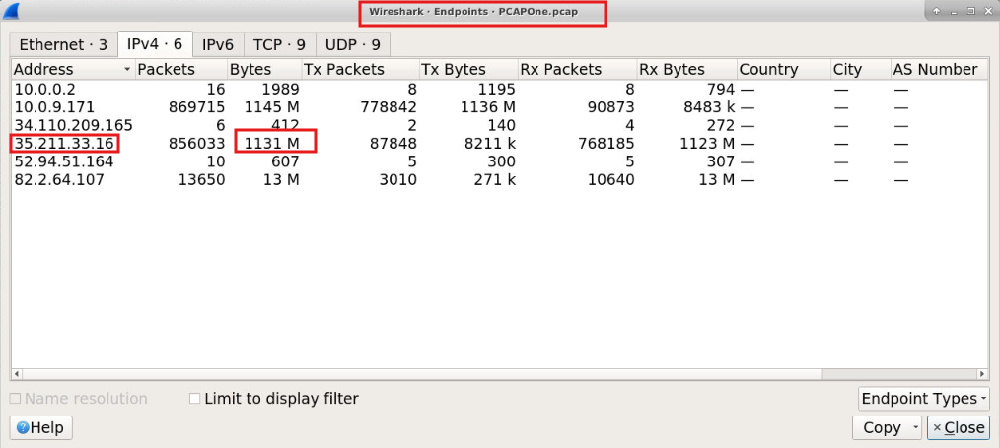 Wireshark · Endpoints · PCAPOne.pcap
Ethernet · 3 IPv4 · 6 IPv6 TCP · 9 UDP · 9
Address Packets Bytes Tx Packets Tx Bytes Rx Packets Rx Bytes Country City AS Number
10.0.0.2 16 1989 8 1195 8 794 — — —
10.0.9.171 869715 1145 M 778842 1136 M 90873 8483 k — — —
34.110.209.165 6 412 2 140 4 272 — — —
35.211.33.16 856033 1131 M 87848 8211 k 768185 1123 M — — —
52.94.51.164 10 607 5 300 5 307 — — —
82.2.64.107 13650 13 M 3010 271 k 10640 13 M — — —
Name resolution Limit to display filter Endpoint Types
?Help Copy Close